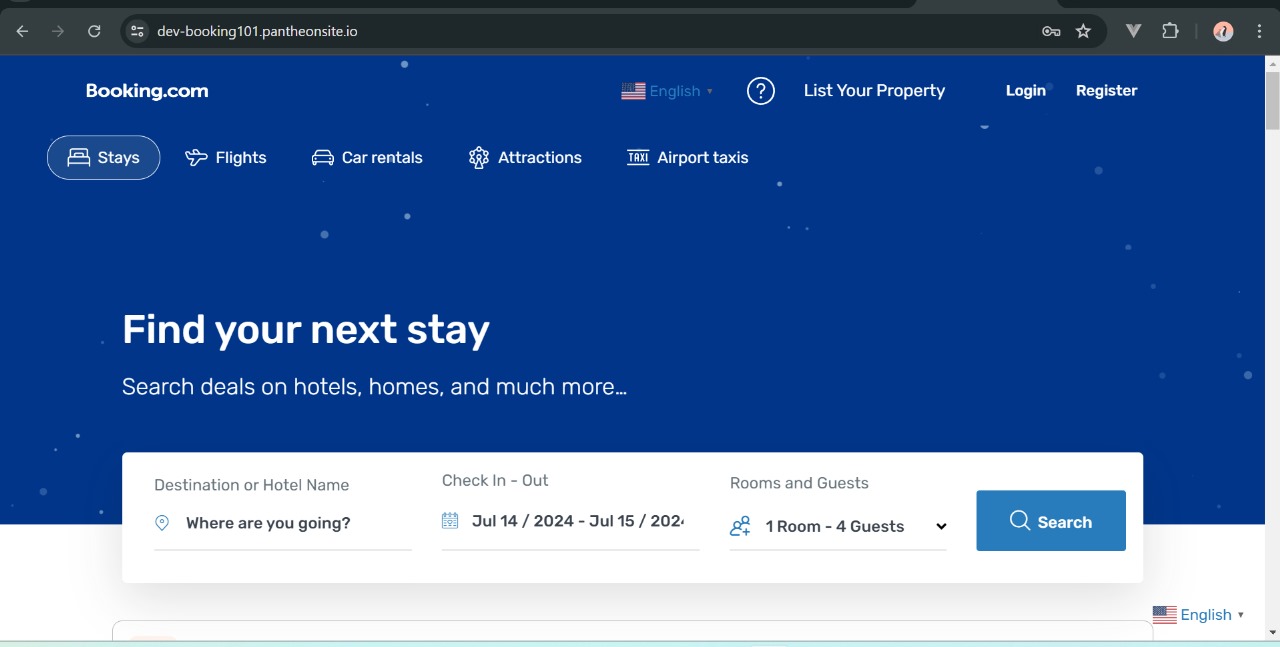 dev-booking101.pantheonsite.io
Booking.com English ? List Your Property Login Register
Stays Flights Car rentals Attractions TAXI Airport taxis
Find your next stay
Search deals on hotels, homes, and much more...
Destination or Hotel Name Check In - Out Rooms and Guests
Where are you going? Jul 14 / 2024 - Jul 15 / 2024 1 Room - 4 Guests Search
English